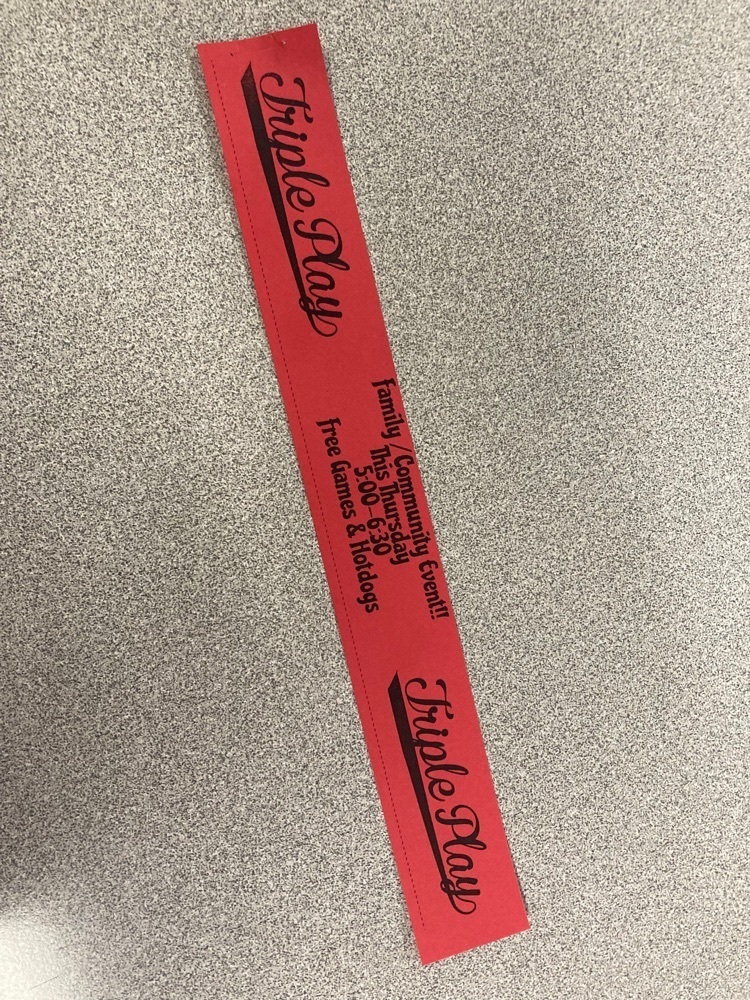 Triple Play
Family / Community Event!!
This Thursday
5:00-6:30
Free Games & Hotdogs
Triple Play